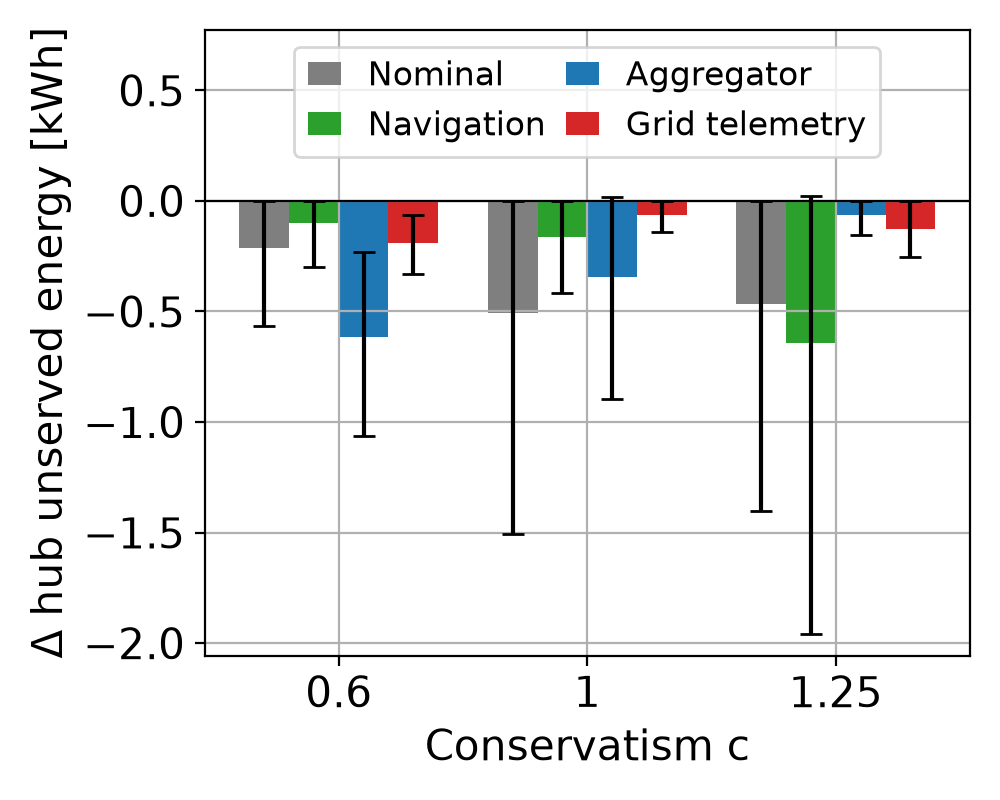 Δ hub unserved energy [kWh]
0.5
0.0
−0.5
−1.0
−1.5
−2.0
Nominal
Navigation
Aggregator
Grid telemetry
0.6
1
1.25
Conservatism c